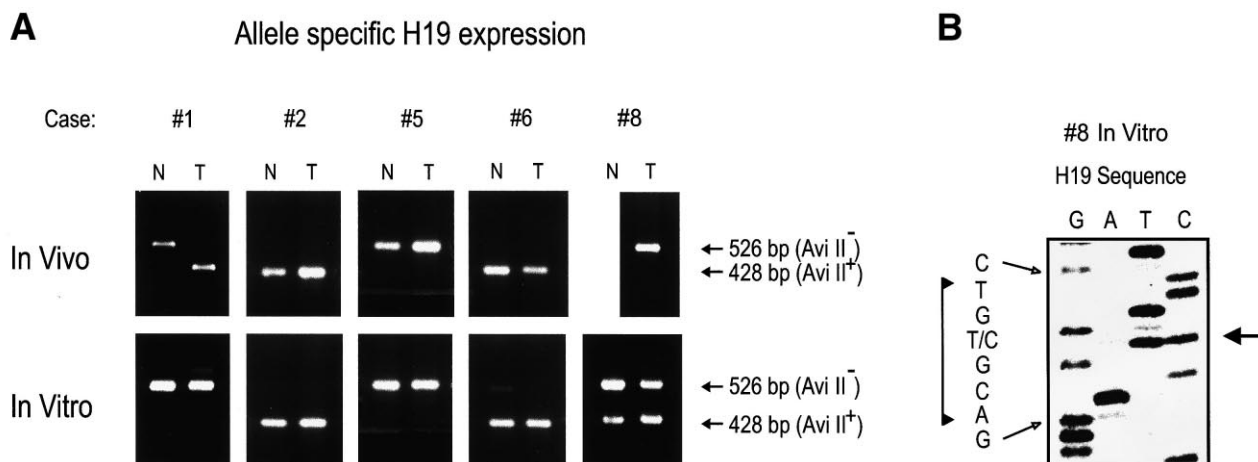 A
Allele specific H19 expression
Case: #1 #2 #5 #6 #8
N T N T N T N T N T
In Vivo
← 526 bp (Avi II⁻)
← 428 bp (Avi II⁺)
In Vitro
← 526 bp (Avi II⁻)
← 428 bp (Avi II⁺)
B
#8 In Vitro
H19 Sequence
G A T C
C
T
G
T/C
G
C
A
G